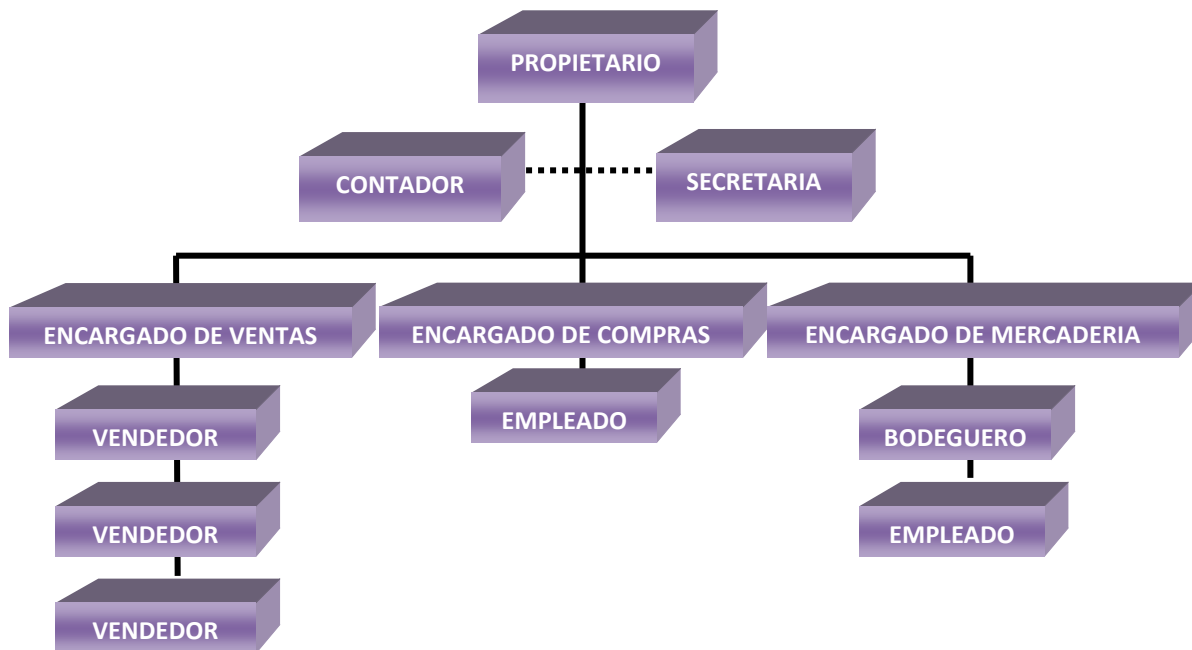 PROPIETARIO
CONTADOR
SECRETARIA
ENCARGADO DE VENTAS
ENCARGADO DE COMPRAS
ENCARGADO DE MERCADERIA
VENDEDOR
EMPLEADO
BODEGUERO
VENDEDOR
EMPLEADO
VENDEDOR